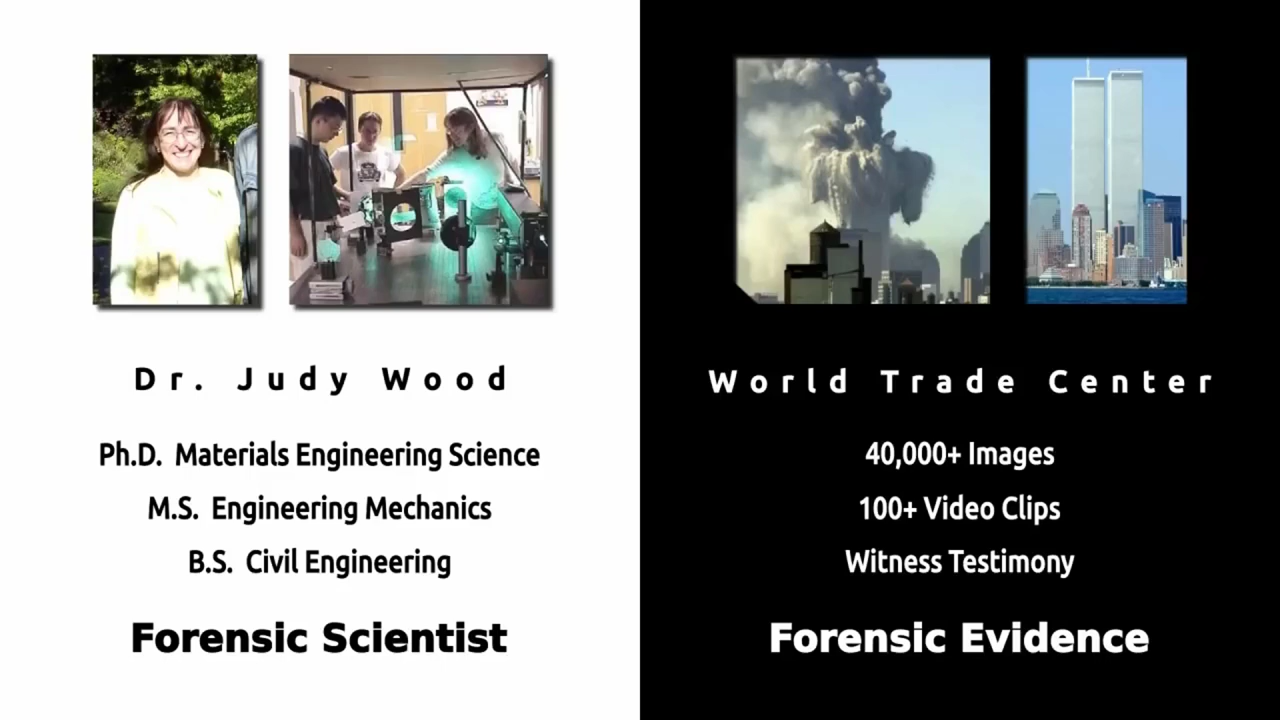 Dr. Judy Wood
Ph.D. Materials Engineering Science
M.S. Engineering Mechanics
B.S. Civil Engineering
Forensic Scientist
World Trade Center
40,000+ Images
100+ Video Clips
Witness Testimony
Forensic Evidence